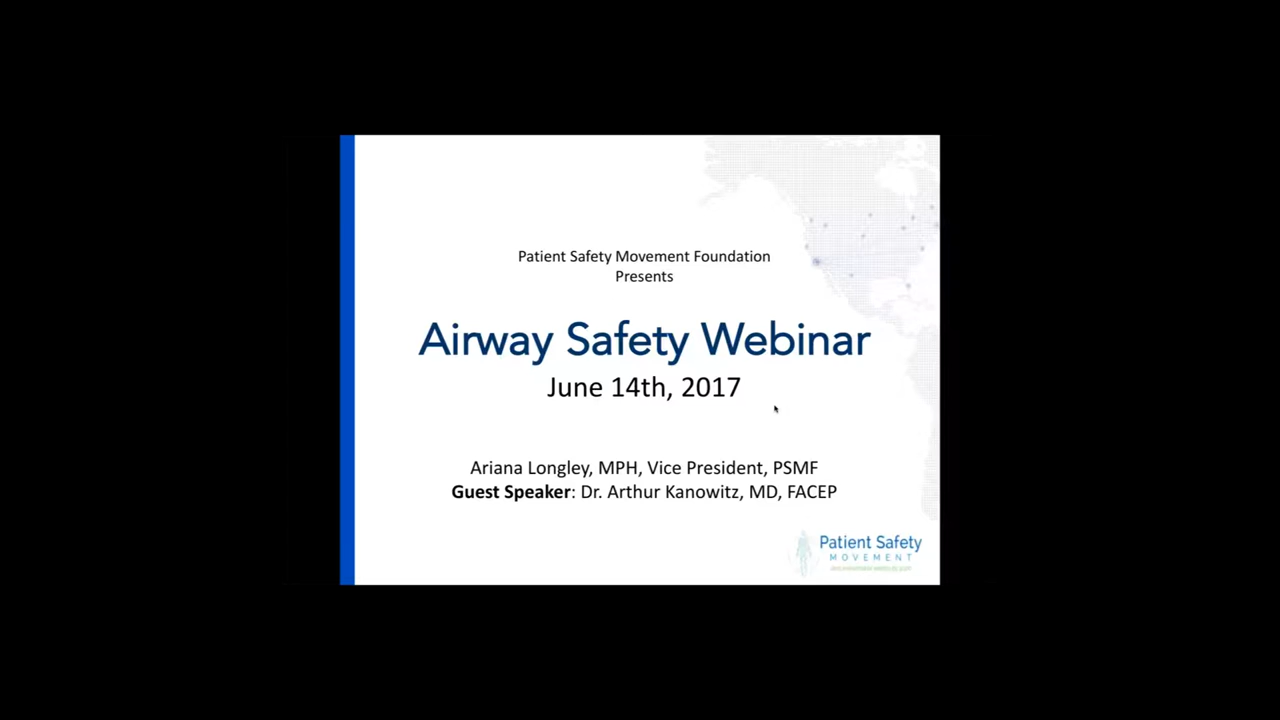 Patient Safety Movement Foundation
Presents
Airway Safety Webinar
June 14th, 2017
Ariana Longley, MPH, Vice President, PSMF
Guest Speaker: Dr. Arthur Kanowitz, MD, FACEP
Patient Safety
MOVEMENT